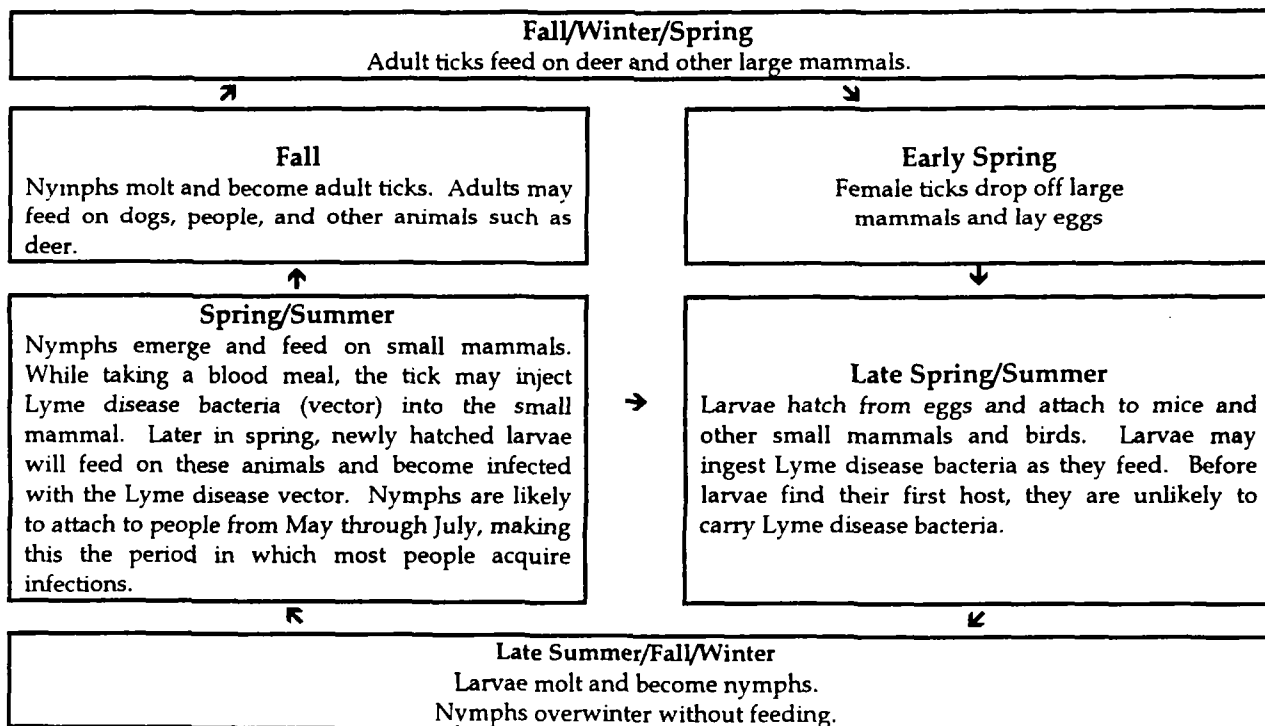 Fall/Winter/Spring
Adult ticks feed on deer and other large mammals.
Fall
Nymphs molt and become adult ticks. Adults may
feed on dogs, people, and other animals such as
deer.
Early Spring
Female ticks drop off large
mammals and lay eggs
Spring/Summer
Nymphs emerge and feed on small mammals.
While taking a blood meal, the tick may inject
Lyme disease bacteria (vector) into the small
mammal. Later in spring, newly hatched larvae
will feed on these animals and become infected
with the Lyme disease vector. Nymphs are likely
to attach to people from May through July, making
this the period in which most people acquire
infections.
Late Spring/Summer
Larvae hatch from eggs and attach to mice and
other small mammals and birds. Larvae may
ingest Lyme disease bacteria as they feed. Before
larvae find their first host, they are unlikely to
carry Lyme disease bacteria.
Late Summer/Fall/Winter
Larvae molt and become nymphs.
Nymphs overwinter without feeding.